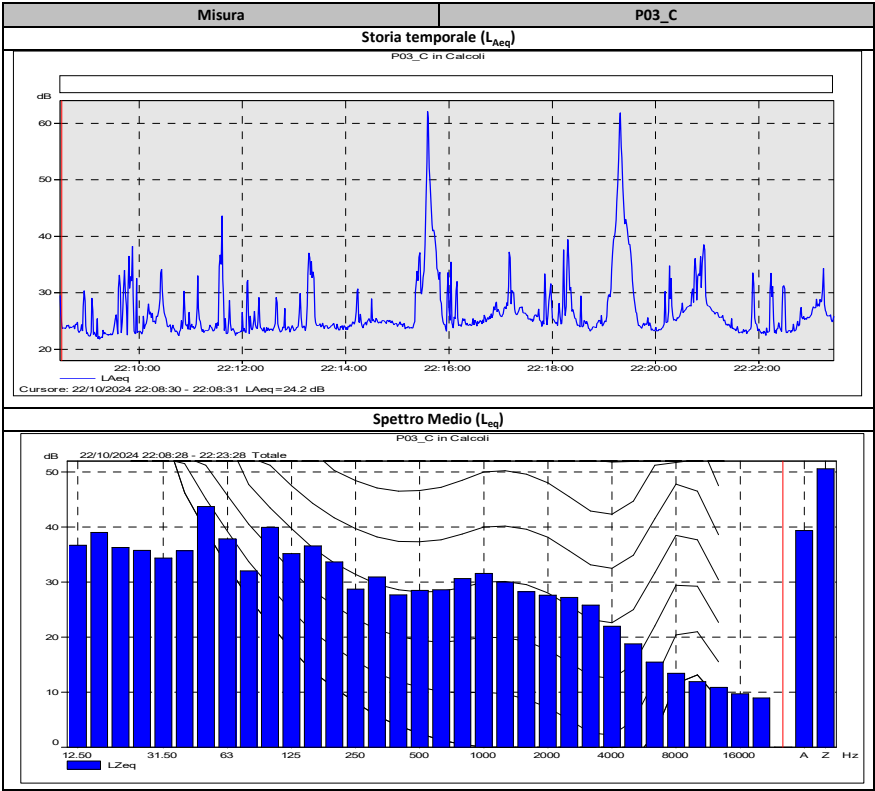 Misura P03_C
Storia temporale (LAeq)
P03_C in Calcoli
dB
60
50
40
30
20
22:10:00 22:12:00 22:14:00 22:16:00 22:18:00 22:20:00 22:22:00
LAeq
Cursore: 22/10/2024 22:08:30 - 22:08:31 LAeq=24.2 dB
Spettro Medio (Leq)
P03_C in Calcoli
dB 22/10/2024 22:08:28 - 22:23:28 Totale
50
40
30
20
10
0
12.50 31.50 63 125 250 500 1000 2000 4000 8000 16000 A Z Hz
LZeq